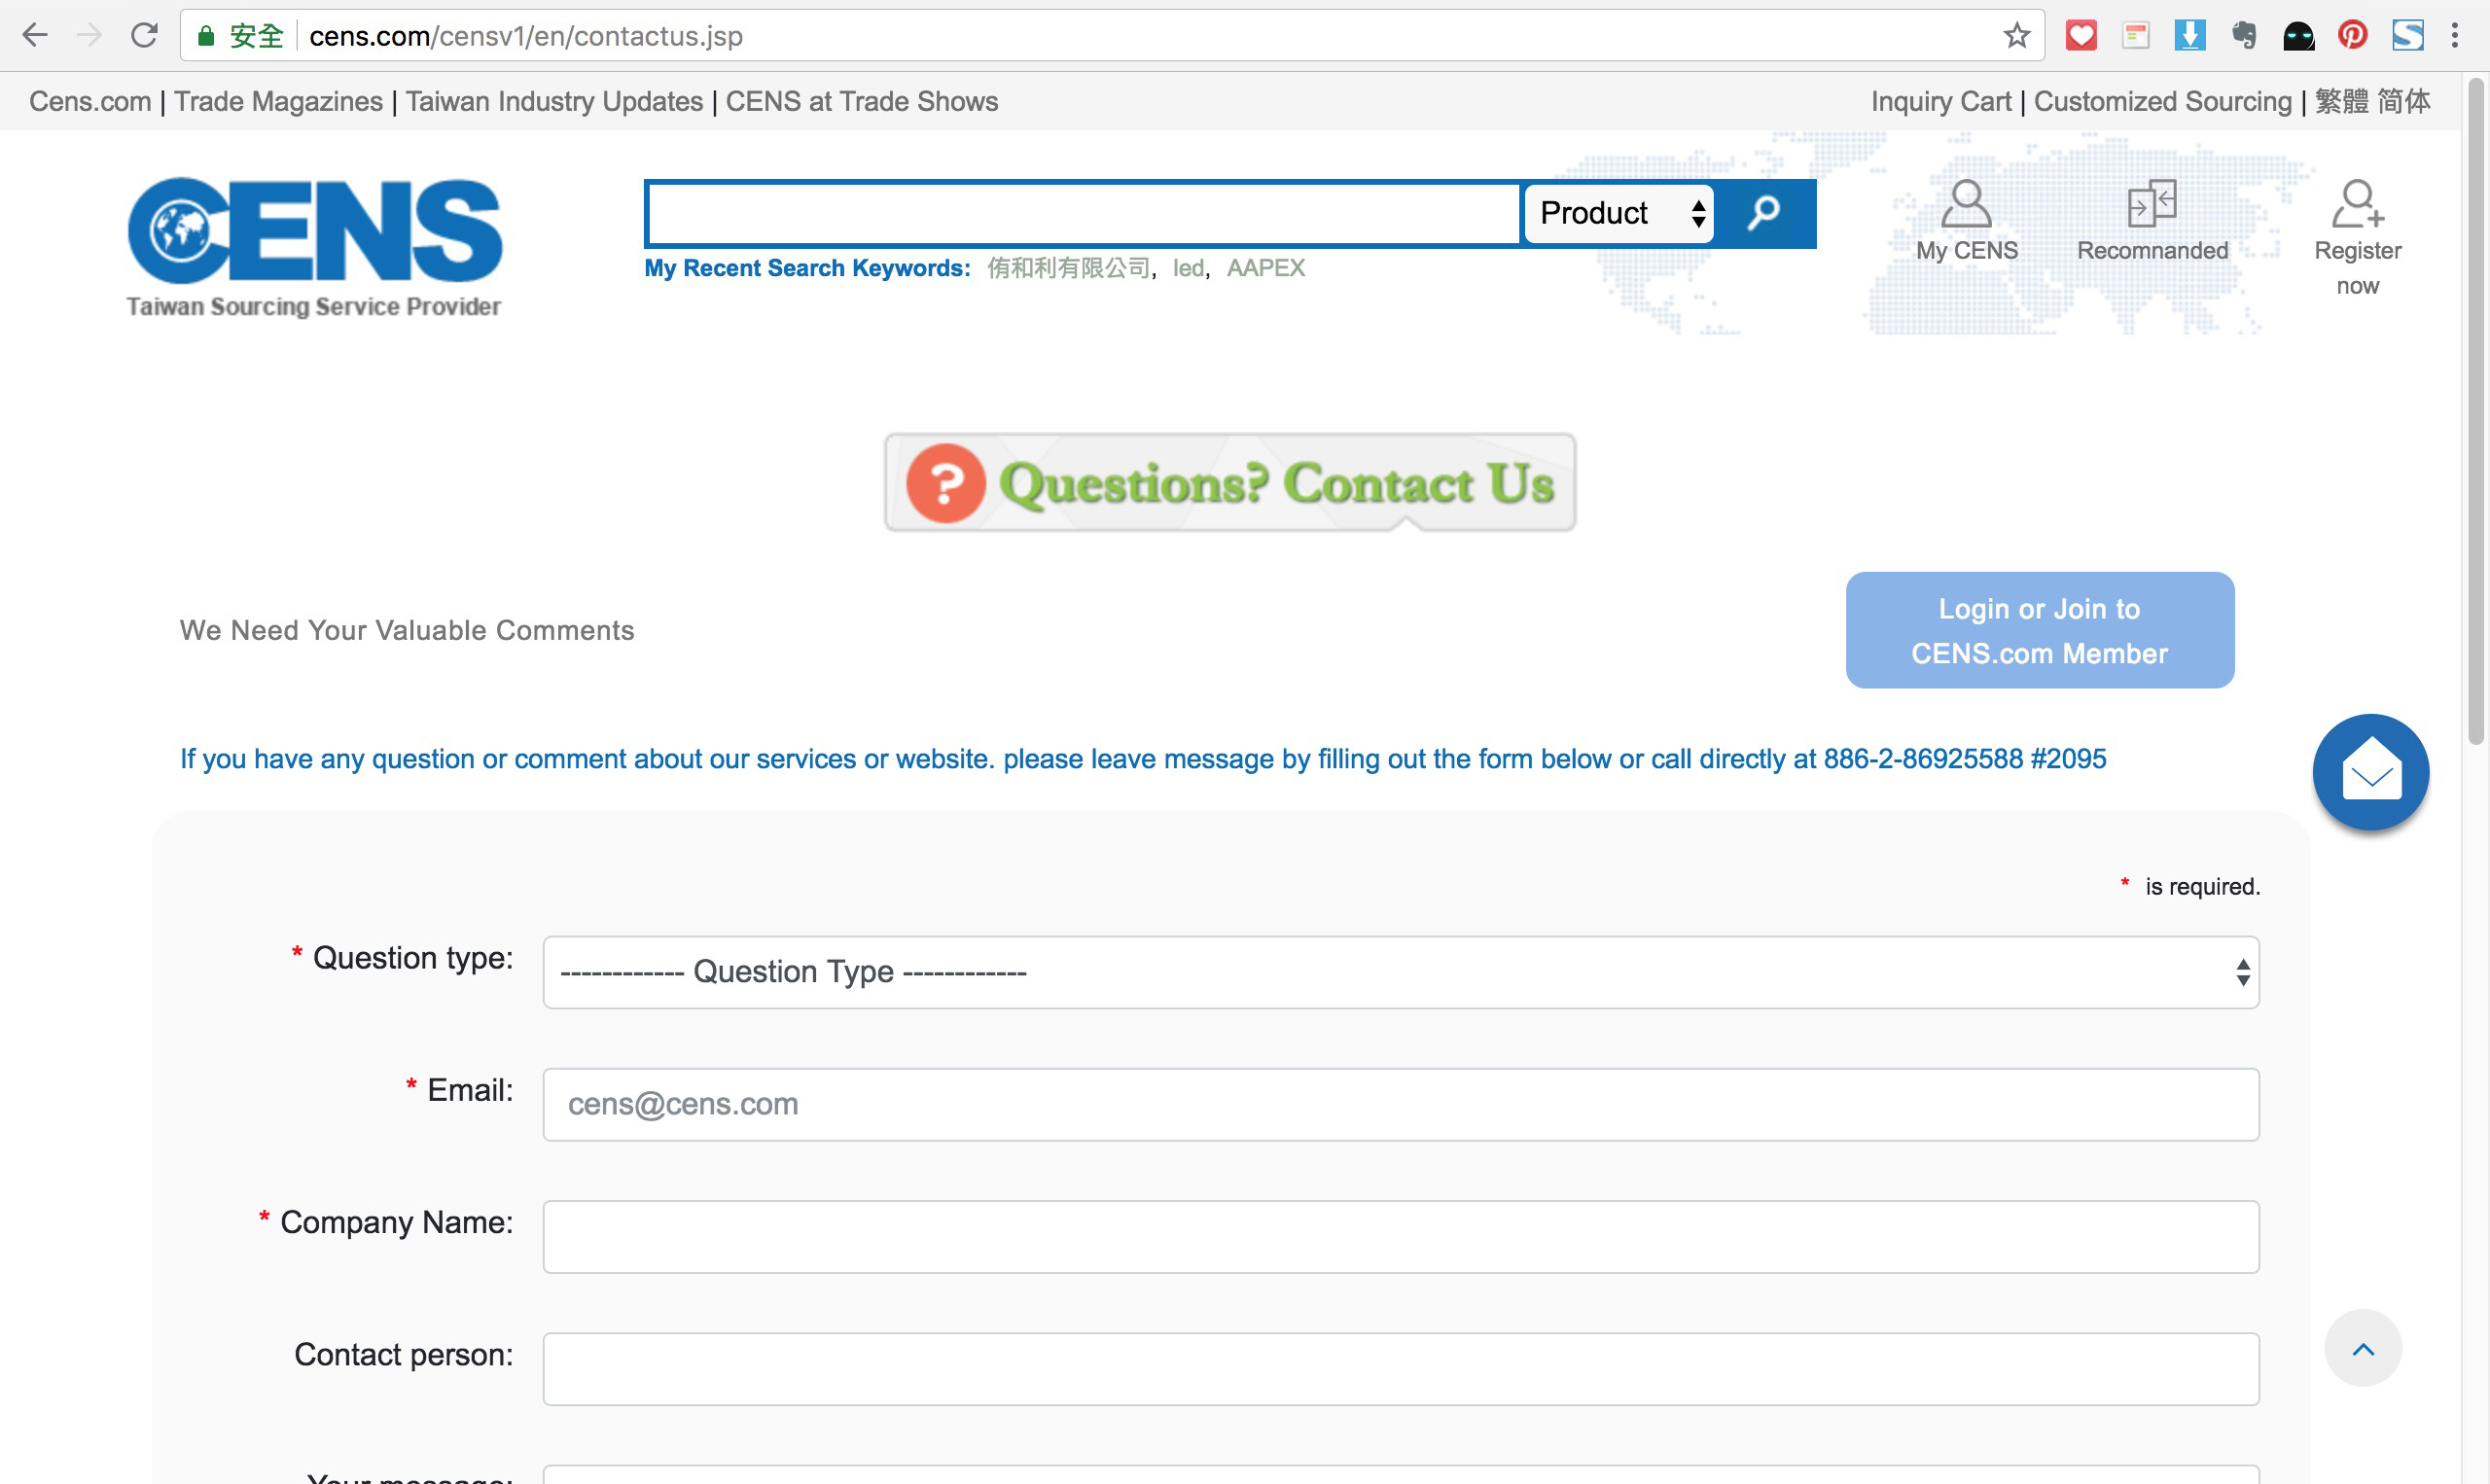 安全 cens.com/censv1/en/contactus.jsp
Cens.com | Trade Magazines | Taiwan Industry Updates | CENS at Trade Shows
Inquiry Cart | Customized Sourcing | 繁體 简体
CENS
Taiwan Sourcing Service Provider
Product
My Recent Search Keywords: 侑和利有限公司, led, AAPEX
My CENS
Recomnanded
Register
now
? Questions? Contact Us
We Need Your Valuable Comments
Login or Join to
CENS.com Member
If you have any question or comment about our services or website. please leave message by filling out the form below or call directly at 886-2-86925588 #2095
* is required.
* Question type:
------------ Question Type ------------
* Email:
cens@cens.com
* Company Name:
Contact person:
Your message: